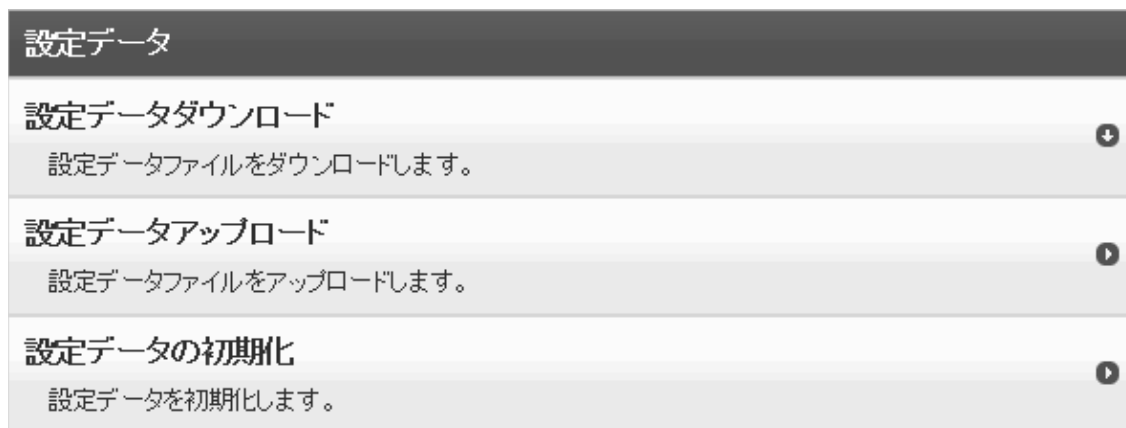 設定データ
設定データダウンロード
設定データファイルをダウンロードします。
設定データアップロード
設定データファイルをアップロードします。
設定データの初期化
設定データを初期化します。